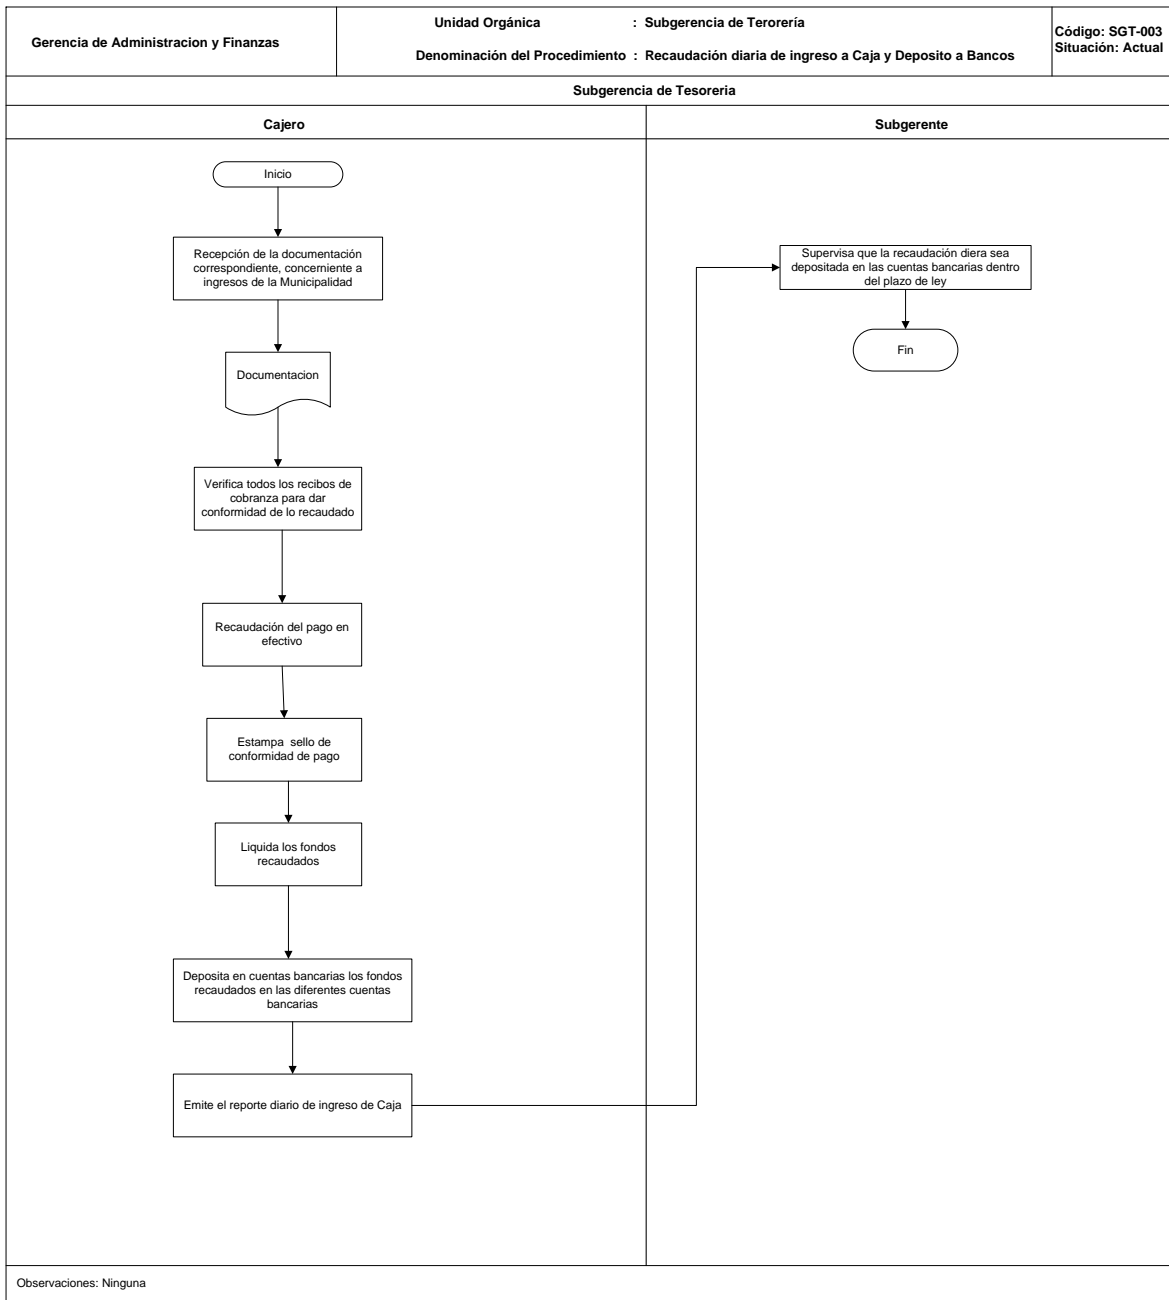 Gerencia de Administracion y Finanzas
Unidad Orgánica : Subgerencia de Terorería
Denominación del Procedimiento : Recaudación diaria de ingreso a Caja y Deposito a Bancos
Código: SGT-003
Situación: Actual
Subgerencia de Tesoreria
Cajero
Subgerente
Inicio
Recepción de la documentación
correspondiente, concerniente a
ingresos de la Municipalidad
Documentacion
Verifica todos los recibos de
cobranza para dar
conformidad de lo recaudado
Recaudación del pago en
efectivo
Estampa sello de
conformidad de pago
Liquida los fondos
recaudados
Deposita en cuentas bancarias los fondos
recaudados en las diferentes cuentas
bancarias
Emite el reporte diario de ingreso de Caja
Supervisa que la recaudación diera sea
depositada en las cuentas bancarias dentro
del plazo de ley
Fin
Observaciones: Ninguna